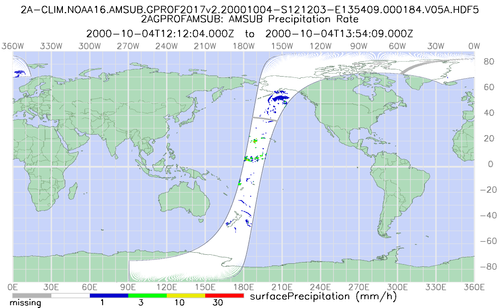 2A-CLIM.NOAA16.AMSUB.GPROF2017v2.20001004-S121203-E135409.000184.V05A.HDF5
2AGPROFAMSUB: AMSUB Precipitation Rate
2000-10-04T12:12:04.000Z to 2000-10-04T13:54:09.000Z
360W 330W 300W 270W 240W 210W 180W 150W 120W 90W 60W 30W 0W
80
60
40
20
0
-20
-40
-60
-80
0E 30E 60E 90E 120E 150E 180E 210E 240E 270E 300E 330E 360E
missing 1 3 10 30 surfacePrecipitation (mm/h)